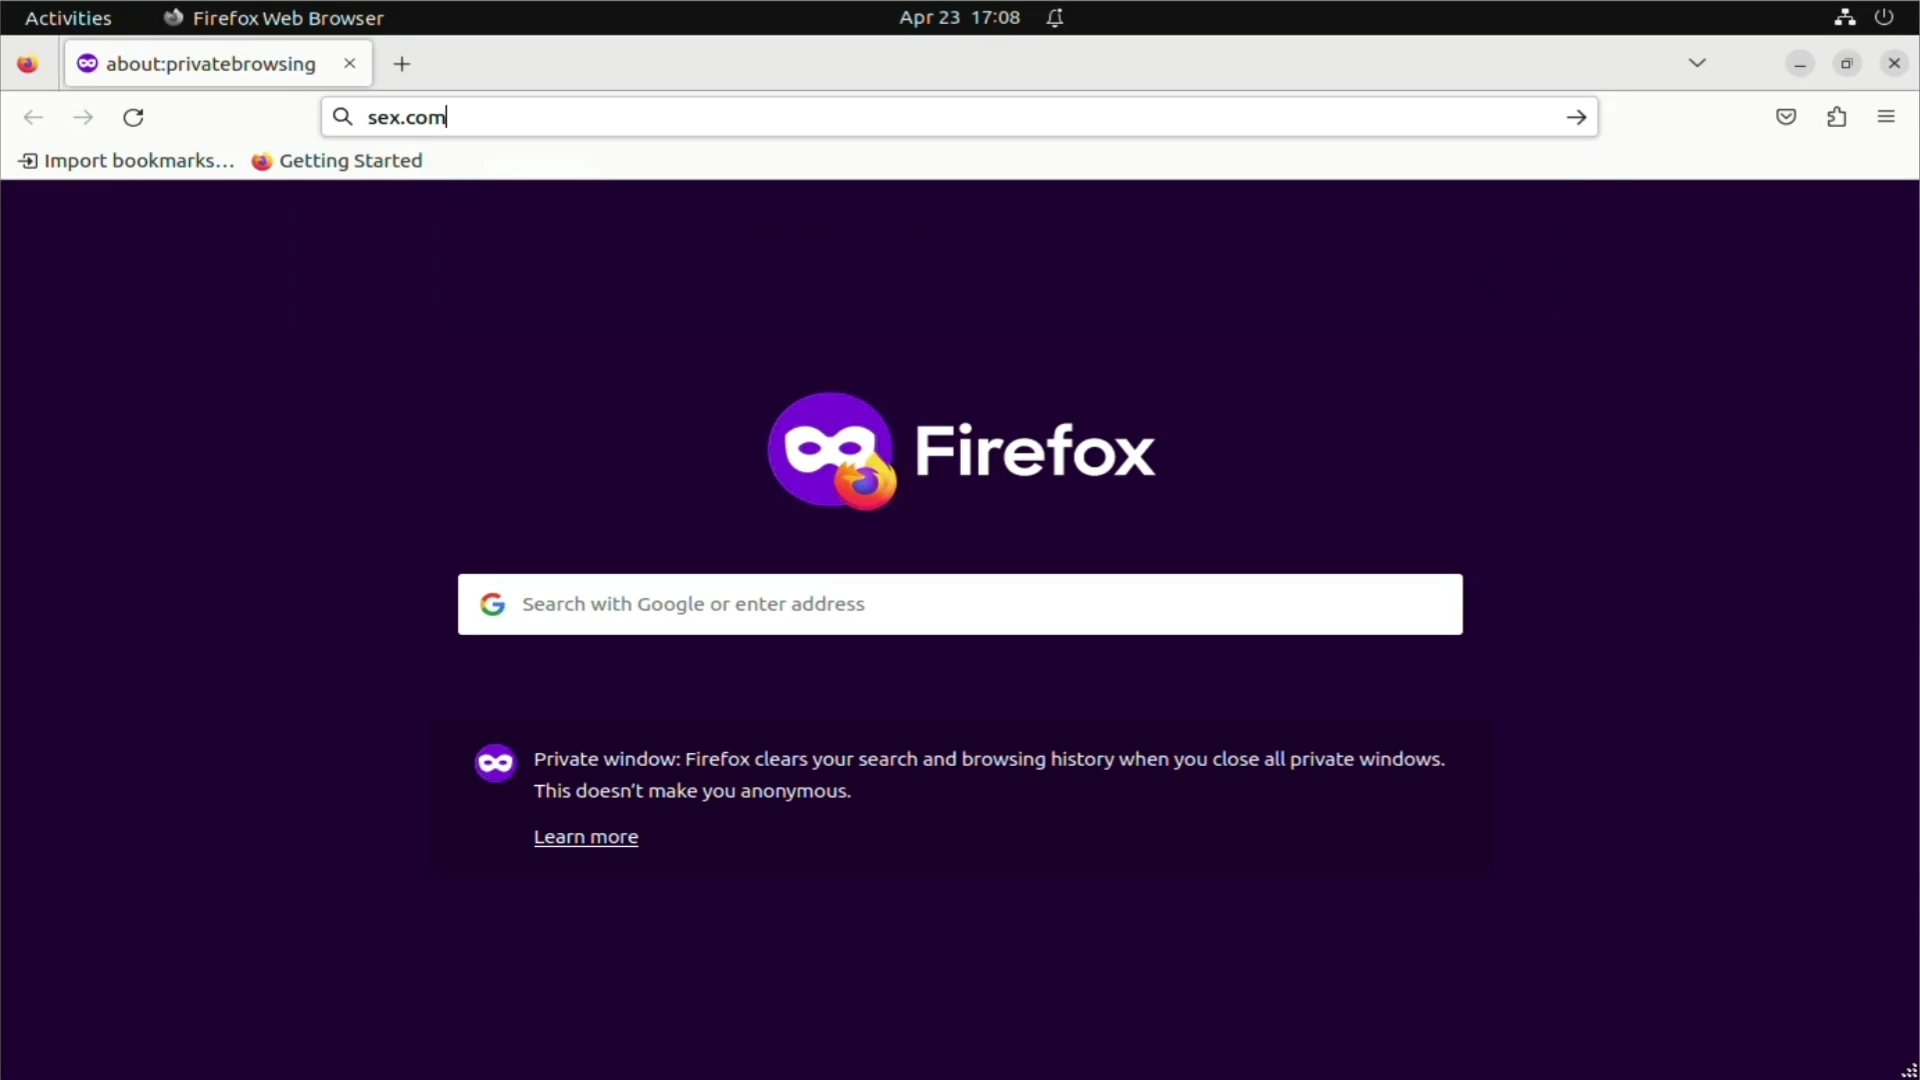 Activities
Firefox Web Browser
Apr 23 17:08
about:privatebrowsing
sex.com
Import bookmarks...
Getting Started
Firefox
Search with Google or enter address
Private window: Firefox clears your search and browsing history when you close all private windows.
This doesn't make you anonymous.
Learn more